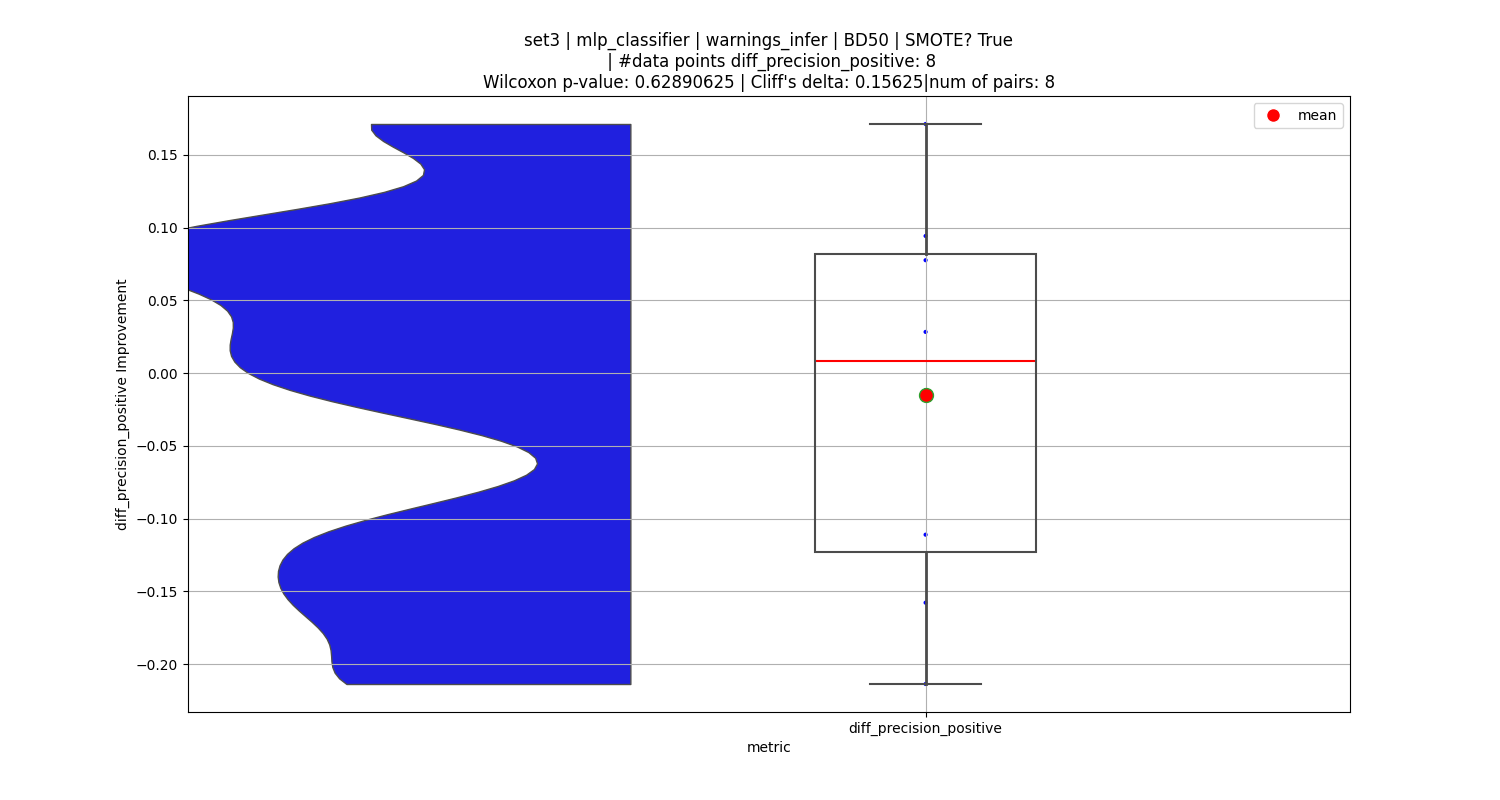 set3 | mlp_classifier | warnings_infer | BD50 | SMOTE? True
| #data points diff_precision_positive: 8
Wilcoxon p-value: 0.62890625 | Cliff's delta: 0.15625|num of pairs: 8
mean
0.15
0.10
0.05
0.00
−0.05
−0.10
−0.15
−0.20
diff_precision_positive Improvement
diff_precision_positive
metric